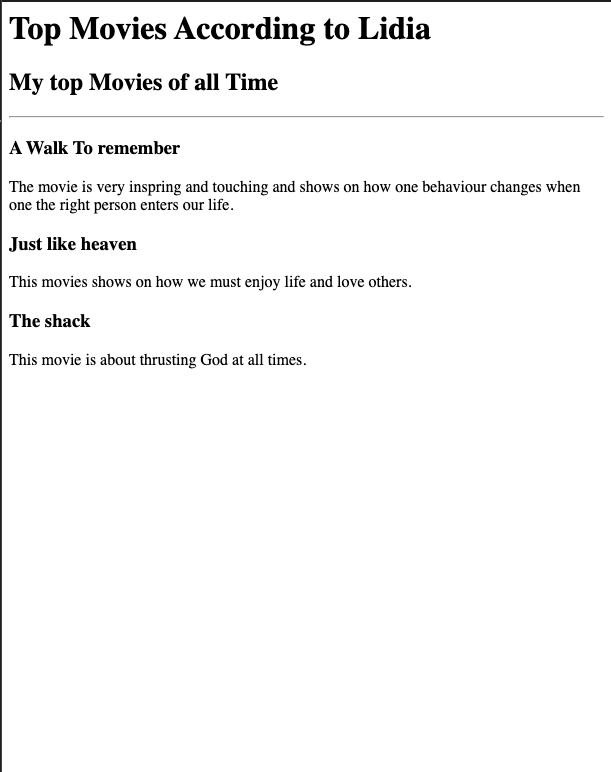 Top Movies According to Lidia
My top Movies of all Time
A Walk To remember
The movie is very inspring and touching and shows on how one behaviour changes when
one the right person enters our life.
Just like heaven
This movies shows on how we must enjoy life and love others.
The shack
This movie is about thrusting God at all times.